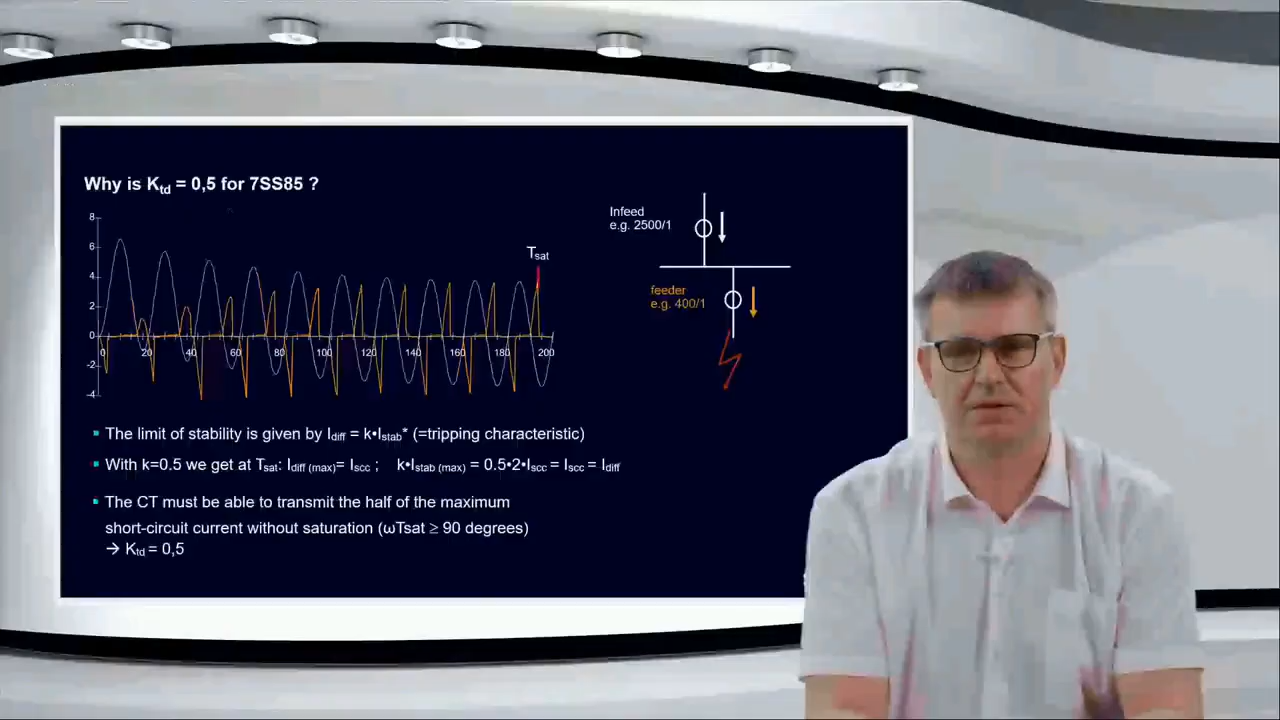 Why is Ktd = 0,5 for 7SS85 ?
8
6
4
2
0
-2
-4
20 40 60 80 100 120 140 160 180 200
Tsat
Infeed
e.g. 2500/1
feeder
e.g. 400/1
▪ The limit of stability is given by Idiff = k•Istab* (=tripping characteristic)
▪ With k=0.5 we get at Tsat: Idiff (max)= Iscc ; k•Istab (max) = 0.5•2•Iscc = Iscc = Idiff
▪ The CT must be able to transmit the half of the maximum
short-circuit current without saturation (ωTsat ≥ 90 degrees)
→ Ktd = 0,5